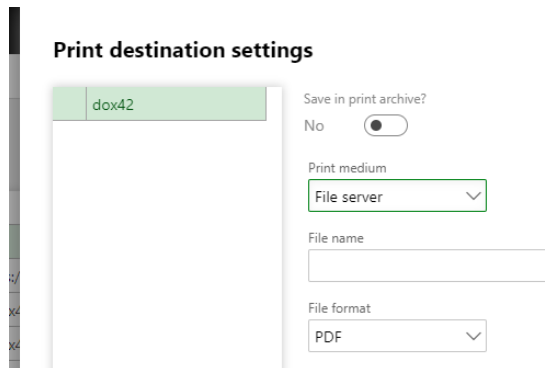 Print destination settings
dox42
Save in print archive?
No
Print medium
File server
File name
File format
PDF